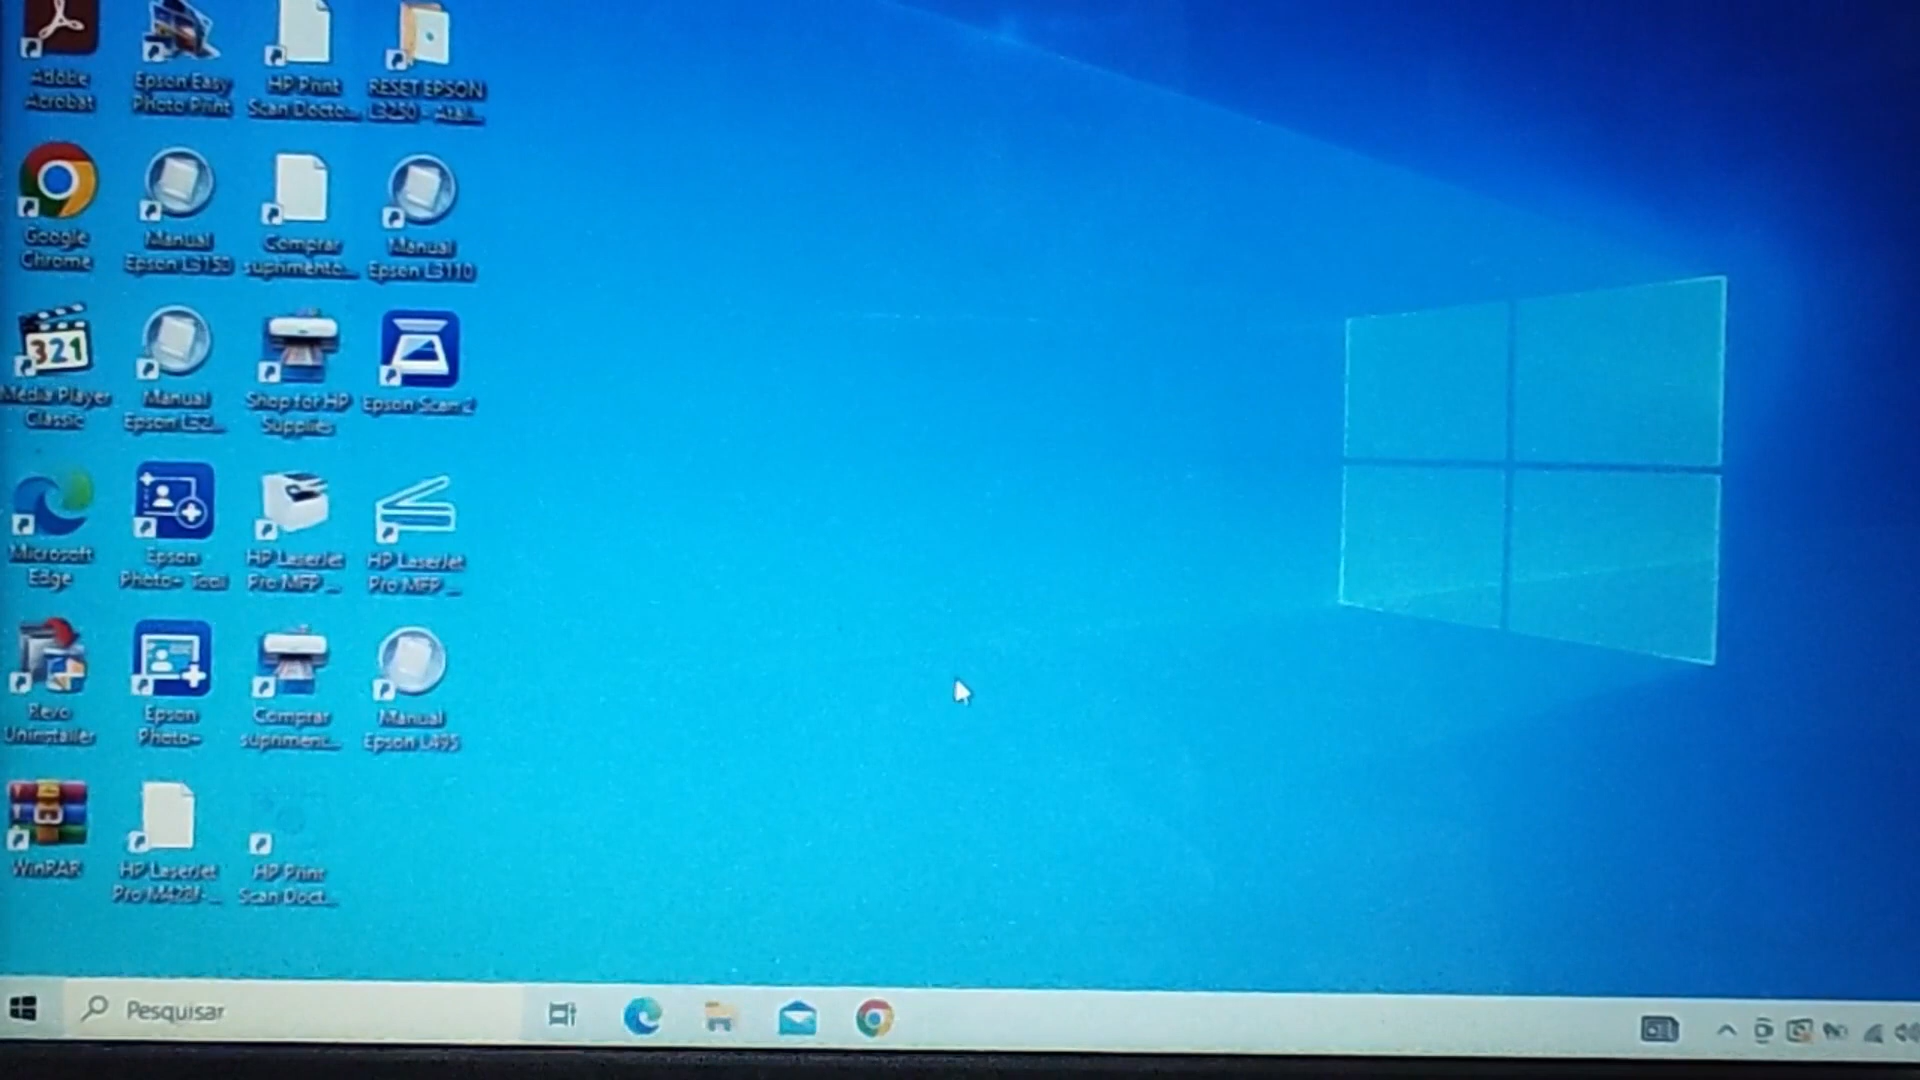 Adobe
Acrobat
Epson Easy
Photo Print
HP Print
Scan Docto...
RESET EPSON
L3250 - Atal...
Google
Chrome
Manual
Epson L3150
Comprar
suprimento...
Manual
Epson L3110
321
Media Player
Classic
Manual
Epson L32...
Shop for HP
Supplies
Epson Scan 2
Microsoft
Edge
Epson
Photo+ Tool
HP LaserJet
Pro MFP ...
HP LaserJet
Pro MFP ...
Revo
Uninstaller
Epson
Photo+
Comprar
supriment...
Manual
Epson L495
WinRAR
HP LaserJet
Pro M428f-...
HP Print
Scan Doct...
Pesquisar